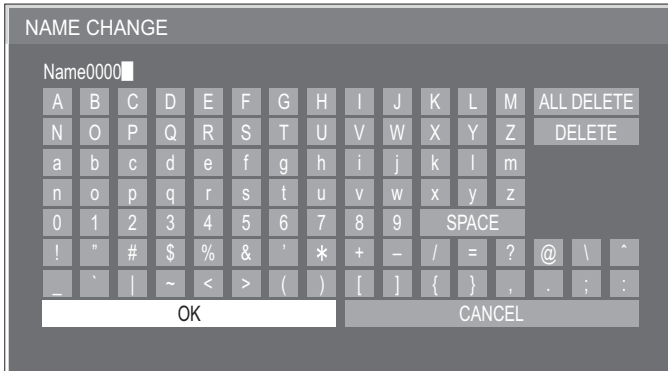 NAME CHANGE
Name0000
A B C D E F G H I J K L M ALL DELETE
N O P Q R S T U V W X Y Z DELETE
a b c d e f g h i j k l m
n o p q r s t u v w x y z
0 1 2 3 4 5 6 7 8 9 SPACE
! " # $ % & ' * + – / = ? @ \ ^
_ ` | ~ < > ( ) [ ] { } , . ; :
OK CANCEL